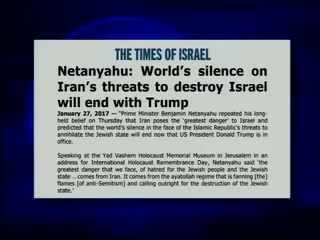 THE TIMES OF ISRAEL
Netanyahu: World's silence on
Iran's threats to destroy Israel
will end with Trump
January 27, 2017 — "Prime Minister Benjamin Netanyahu repeated his long-
held belief on Thursday that Iran poses the 'greatest danger' to Israel and
predicted that the world's silence in the face of the Islamic Republic's threats to
annihilate the Jewish state will end now that US President Donald Trump is in
office.
Speaking at the Yad Vashem Holocaust Memorial Museum in Jerusalem in an
address for International Holocaust Remembrance Day, Netanyahu said 'the
greatest danger that we face, of hatred for the Jewish people and the Jewish
state … comes from Iran. It comes from the ayatollah regime that is fanning [the]
[flames [of anti-Semitism] and calling outright for the destruction of the Jewish
state.'